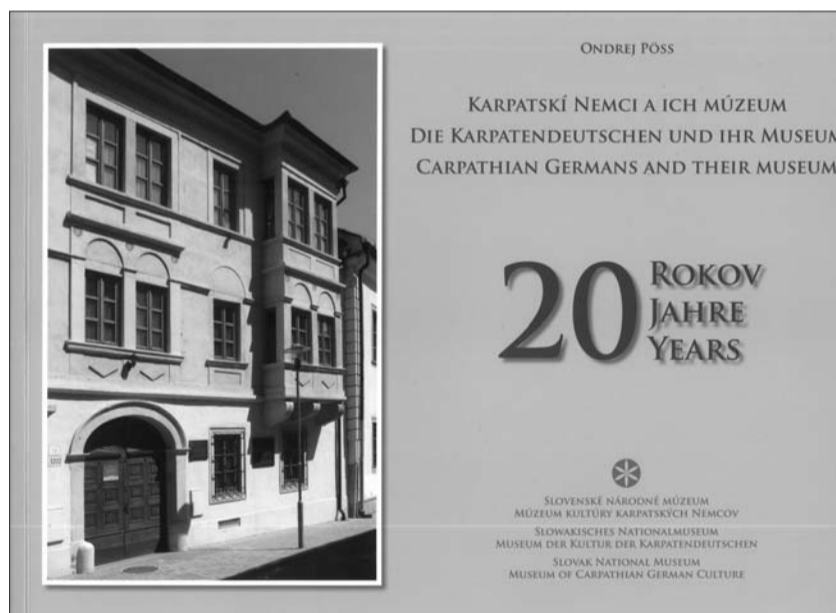 ONDREJ PÖSS
KARPATSKÍ NEMCI A ICH MÚZEUM
DIE KARPATENDEUTSCHEN UND IHR MUSEUM
CARPATHIAN GERMANS AND THEIR MUSEUM
20 ROKOV
JAHRE
YEARS
SLOVENSKÉ NÁRODNÉ MÚZEUM
MÚZEUM KULTÚRY KARPATSKÝCH NEMCOV
SLOWAKISCHES NATIONALMUSEUM
MUSEUM DER KULTUR DER KARPATENDEUTSCHEN
SLOVAK NATIONAL MUSEUM
MUSEUM OF CARPATHIAN GERMAN CULTURE